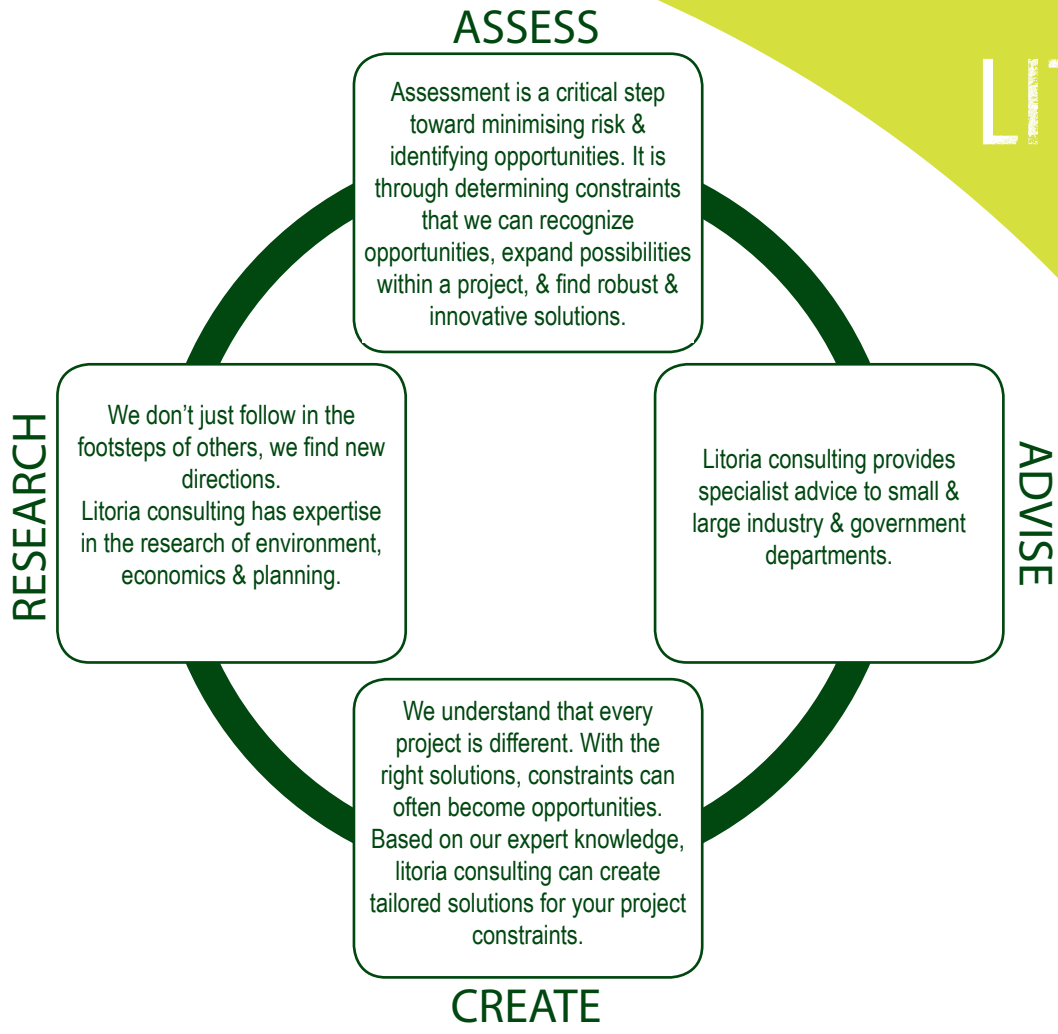 ASSESS
Assessment is a critical step
toward minimising risk &
identifying opportunities. It is
through determining constraints
that we can recognize
opportunities, expand possibilities
within a project, & find robust &
innovative solutions.
RESEARCH
We don’t just follow in the
footsteps of others, we find new
directions.
Litoria consulting has expertise
in the research of environment,
economics & planning.
Litoria consulting provides
specialist advice to small &
large industry & government
departments.
ADVISE
We understand that every
project is different. With the
right solutions, constraints can
often become opportunities.
Based on our expert knowledge,
litoria consulting can create
tailored solutions for your project
constraints.
CREATE